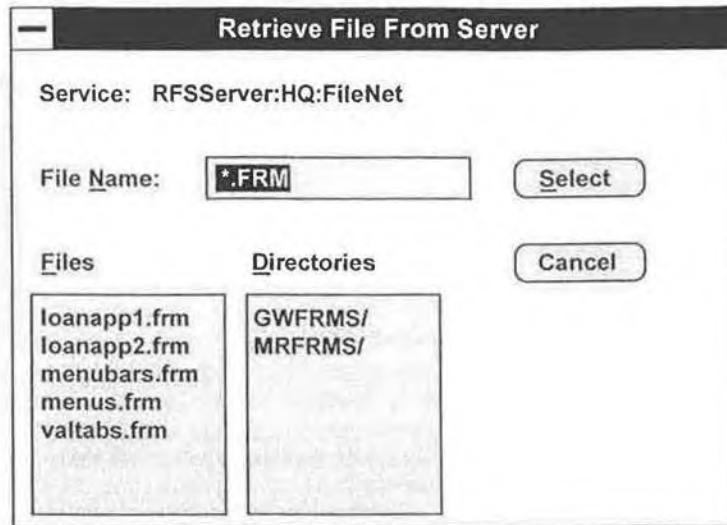 Retrieve File From Server
Service: RFSServer:HQ:FileNet
File Name: *.FRM Select
Files Directories Cancel
loanapp1.frm GWFRMS/
loanapp2.frm MRFRMS/
menubars.frm
menus.frm
valtabs.frm